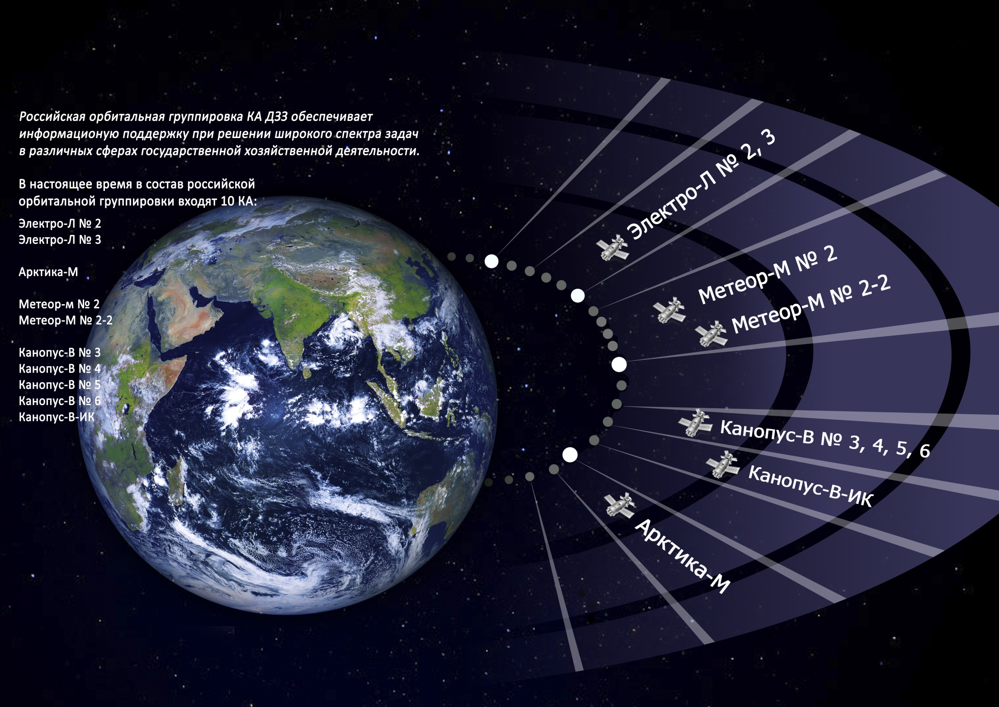 Российская орбитальная группировка КА ДЗЗ обеспечивает
информационую поддержку при решении широкого спектра задач
в различных сферах государственной хозяйственной деятельности.
В настоящее время в состав российской
орбитальной группировки входят 10 КА:
Электро-Л № 2
Электро-Л № 3
Арктика-М
Метеор-м № 2
Метеор-М № 2-2
Канопус-В № 3
Канопус-В № 4
Канопус-В № 5
Канопус-В № 6
Канопус-В-ИК
Электро-Л № 2, 3
Метеор-М № 2
Метеор-М № 2-2
Канопус-В № 3, 4, 5, 6
Канопус-В-ИК
Арктика-М